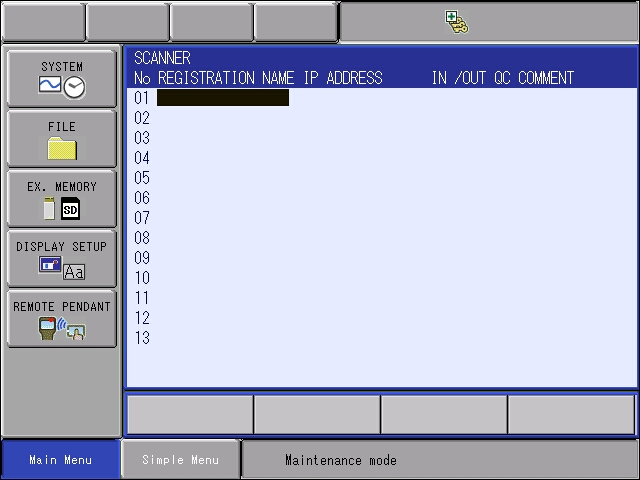 SYSTEM
FILE
EX. MEMORY
SD
DISPLAY SETUP
Aa
REMOTE PENDANT
SCANNER
No REGISTRATION NAME IP ADDRESS IN /OUT QC COMMENT
01
02
03
04
05
06
07
08
09
10
11
12
13
Main Menu
Simple Menu
Maintenance mode